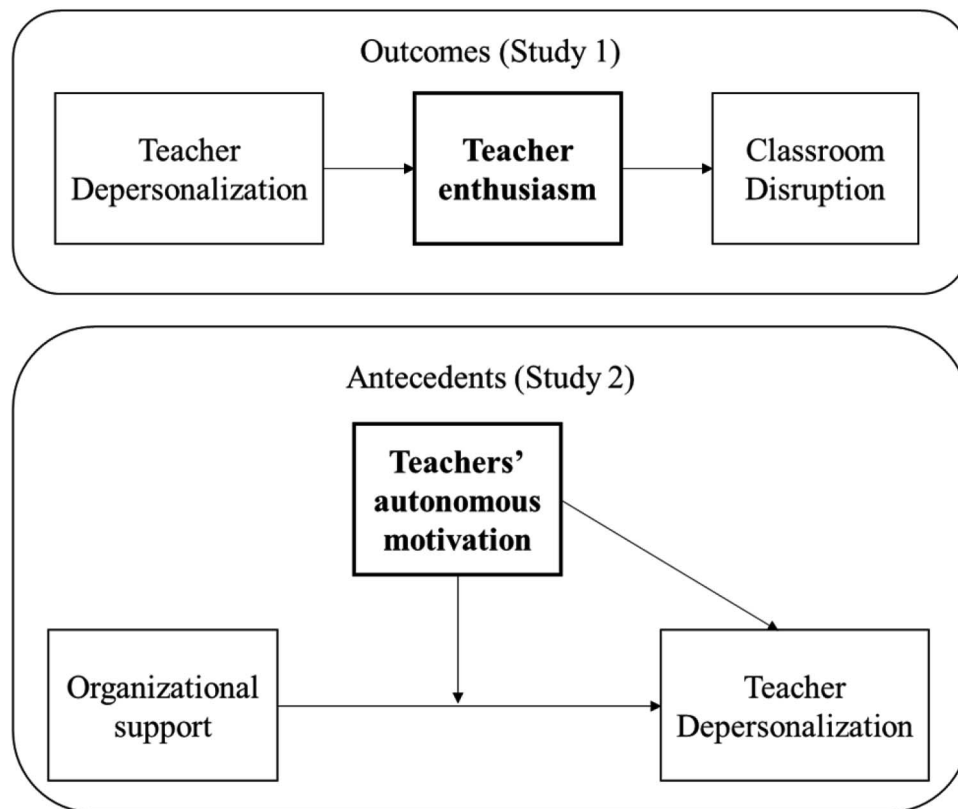 Outcomes (Study 1)
Teacher
Depersonalization
Teacher
enthusiasm
Classroom
Disruption
Antecedents (Study 2)
Teachers’
autonomous
motivation
Organizational
support
Teacher
Depersonalization